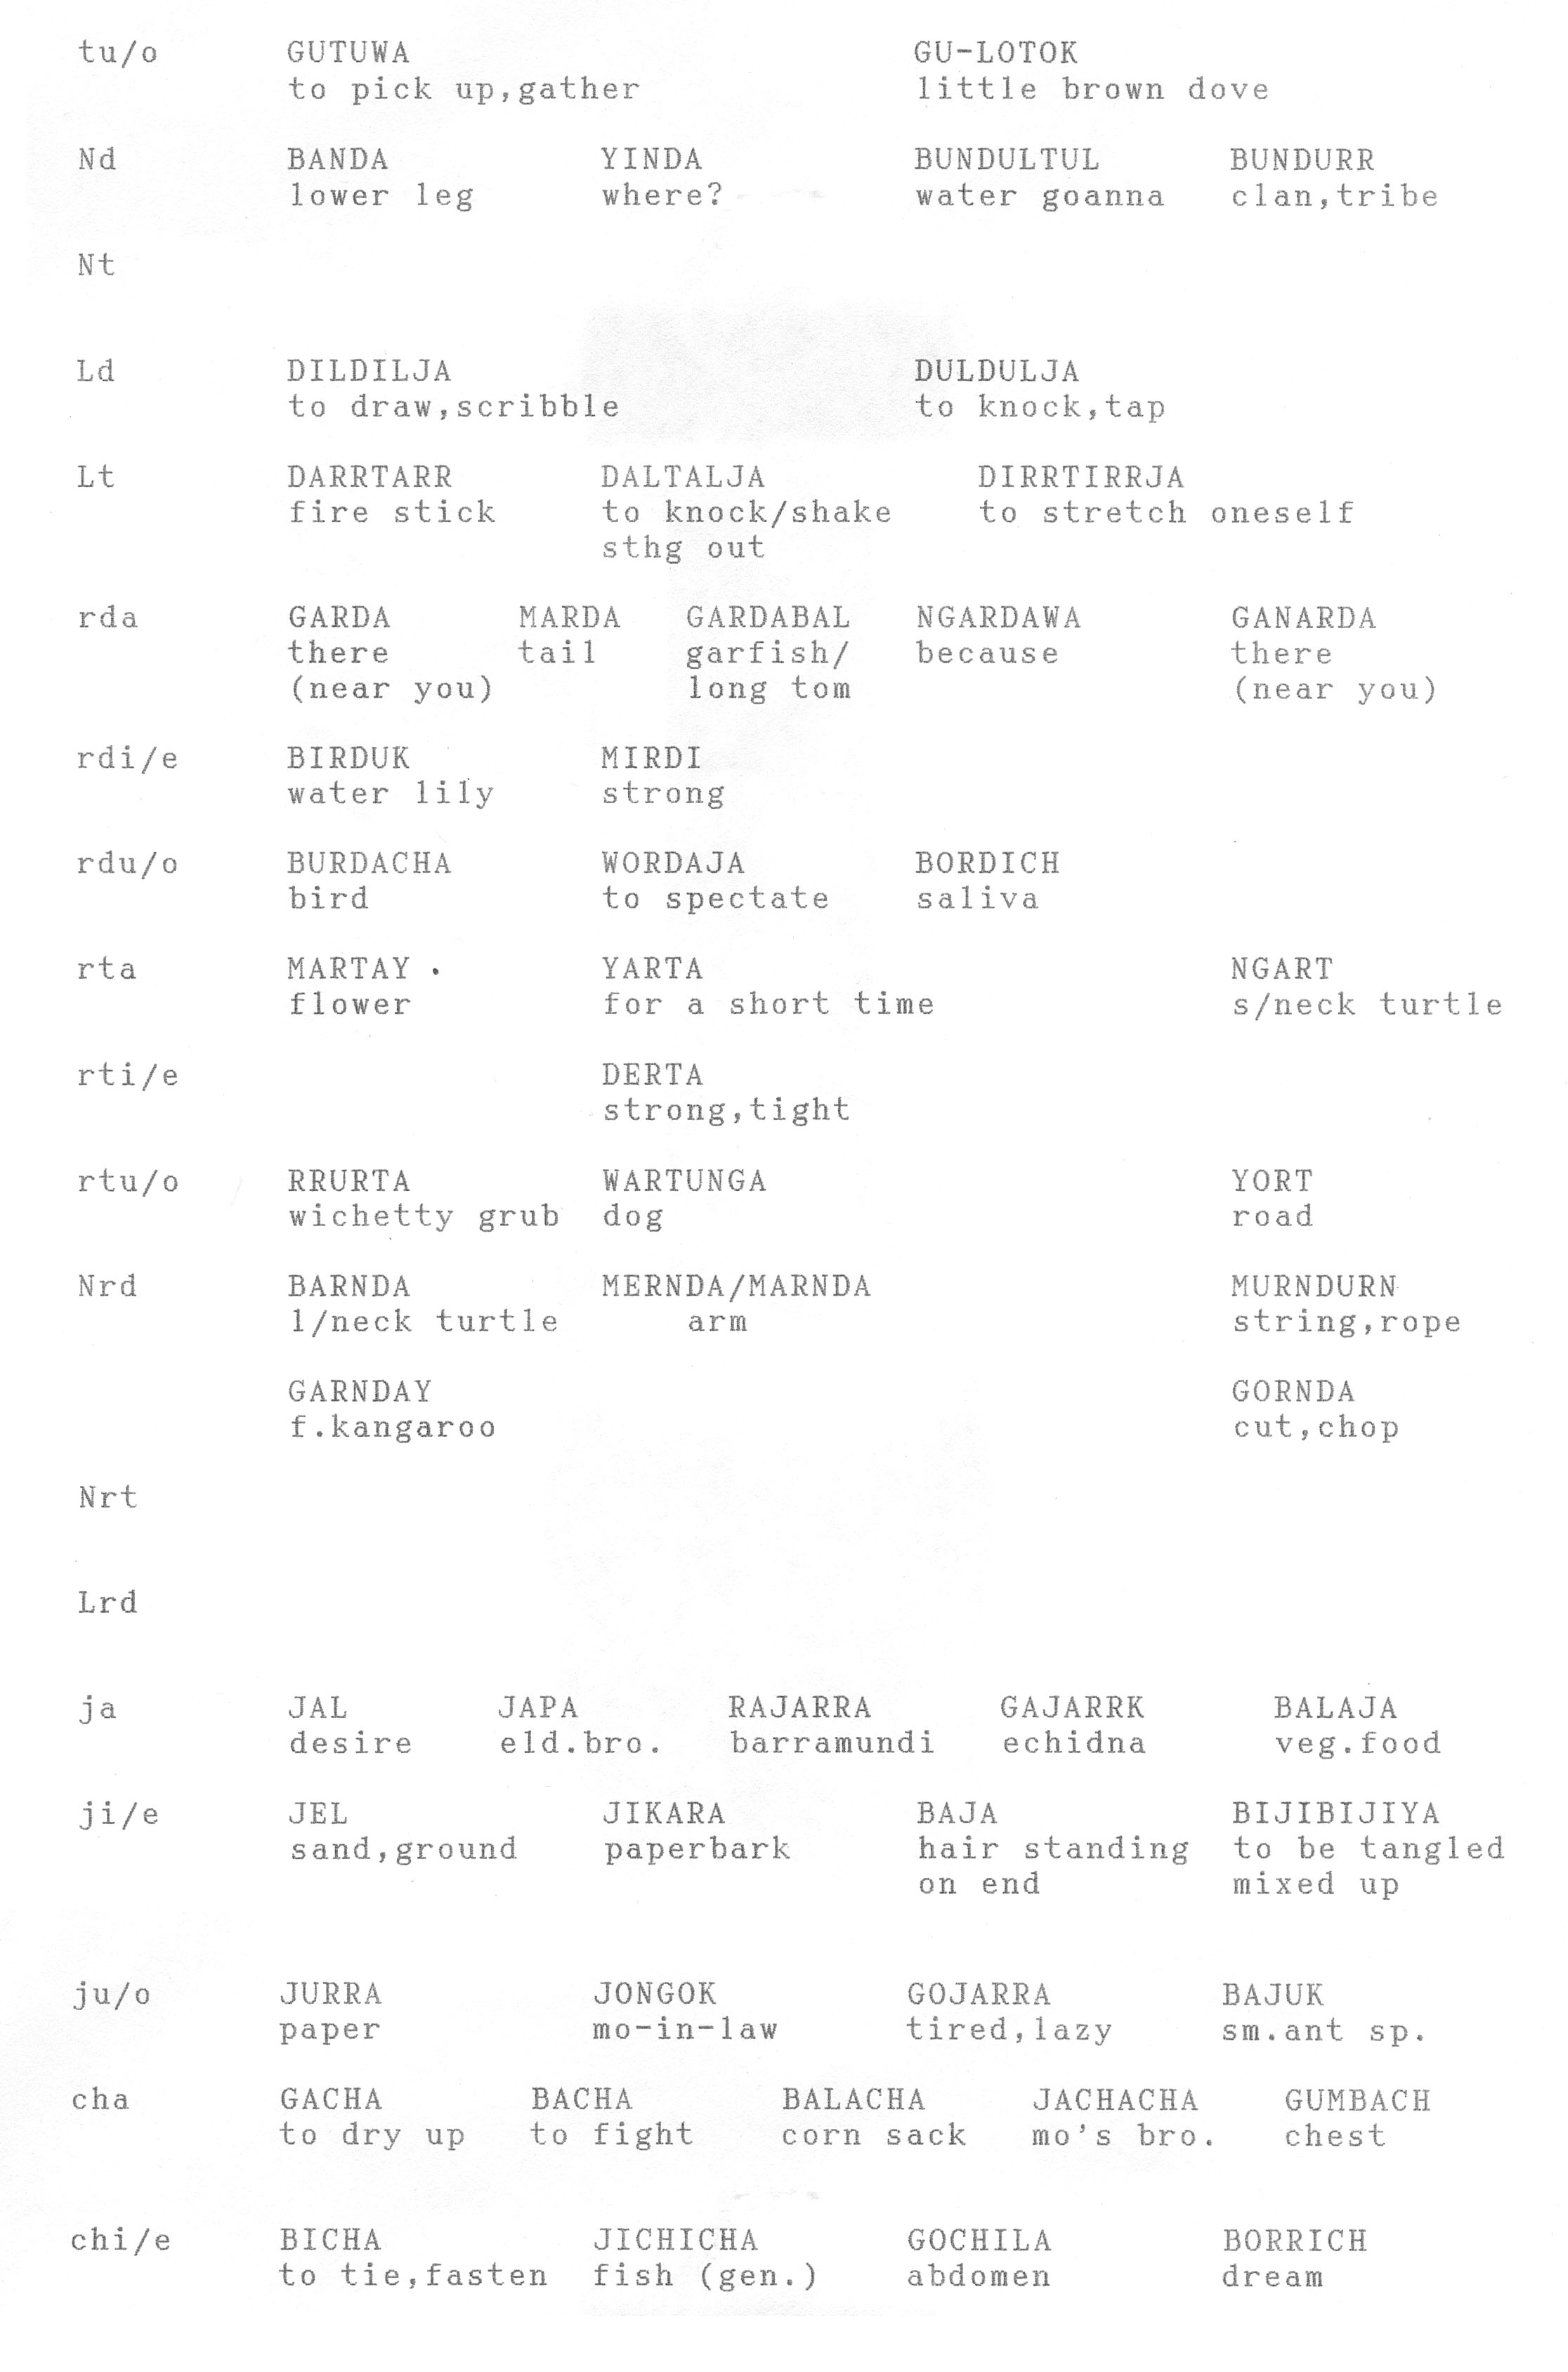 tu/o GUTUWA GU-LOTOK
to pick up,gather little brown dove
Nd BANDA YINDA BUNDULTUL BUNDURR
lower leg where? water goanna clan,tribe
Nt
Ld DILDILJA DULDULJA
to draw,scribble to knock,tap
Lt DARRTARR DALTALJA DIRRTIRRJA
fire stick to knock/shake to stretch oneself
sthg out
rda GARDA MARDA GARDABAL NGARDAWA GANARDA
there tail garfish/ because there
(near you) long tom (near you)
rdi/e BIRDUK MIRDI
water lily strong
rdu/o BURDACHA WORDAJA BORDICH
bird to spectate saliva
rta MARTAY . YARTA NGART
flower for a short time s/neck turtle
rti/e DERTA
strong,tight
rtu/o RRURTA WARTUNGA YORT
wichetty grub dog road
Nrd BARNDA MERNDA/MARNDA MURNDURN
l/neck turtle arm string,rope
GARNDAY GORNDA
f.kangaroo cut,chop
Nrt
Lrd
ja JAL JAPA RAJARRA GAJARRK BALAJA
desire eld.bro. barramundi echidna veg.food
ji/e JEL JIKARA BAJA BIJIBIJIYA
sand,ground paperbark hair standing to be tangled
on end mixed up
ju/o JURRA JONGOK GOJARRA BAJUK
paper mo-in-law tired,lazy sm.ant sp.
cha GACHA BACHA BALACHA JACHACHA GUMBACH
to dry up to fight corn sack mo's bro. chest
chi/e BICHA JICHICHA GOCHILA BORRICH
to tie,fasten fish (gen.) abdomen dream